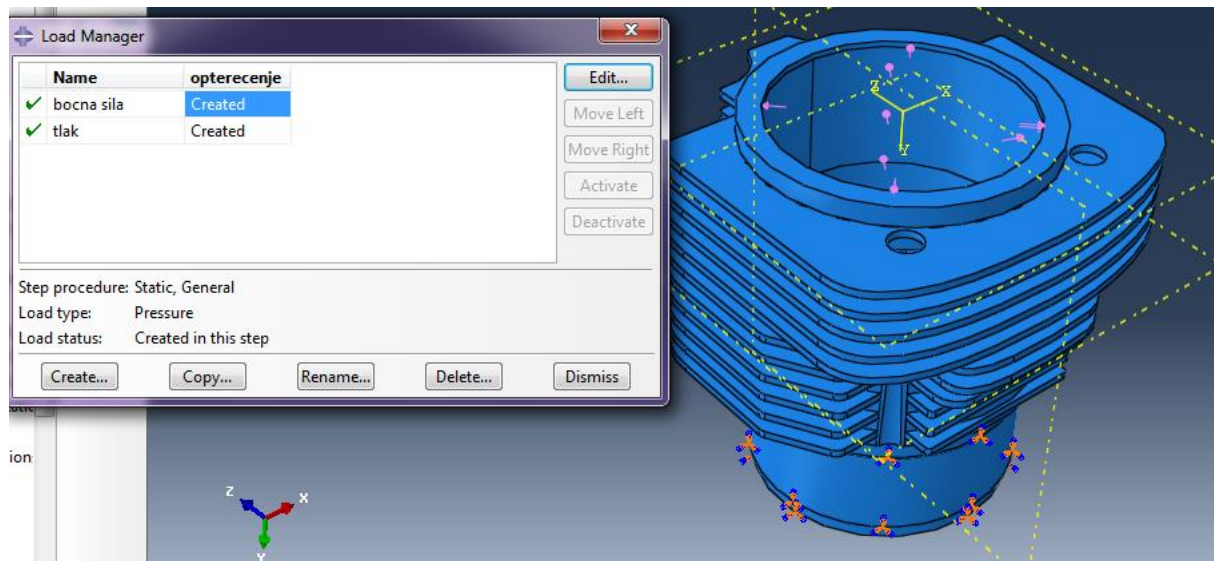 Load Manager
Name opterecenje
bocna sila Created
tlak Created
Edit...
Move Left
Move Right
Activate
Deactivate
Step procedure: Static, General
Load type: Pressure
Load status: Created in this step
Create... Copy... Rename... Delete... Dismiss
ion
Z X Y
Z X Y